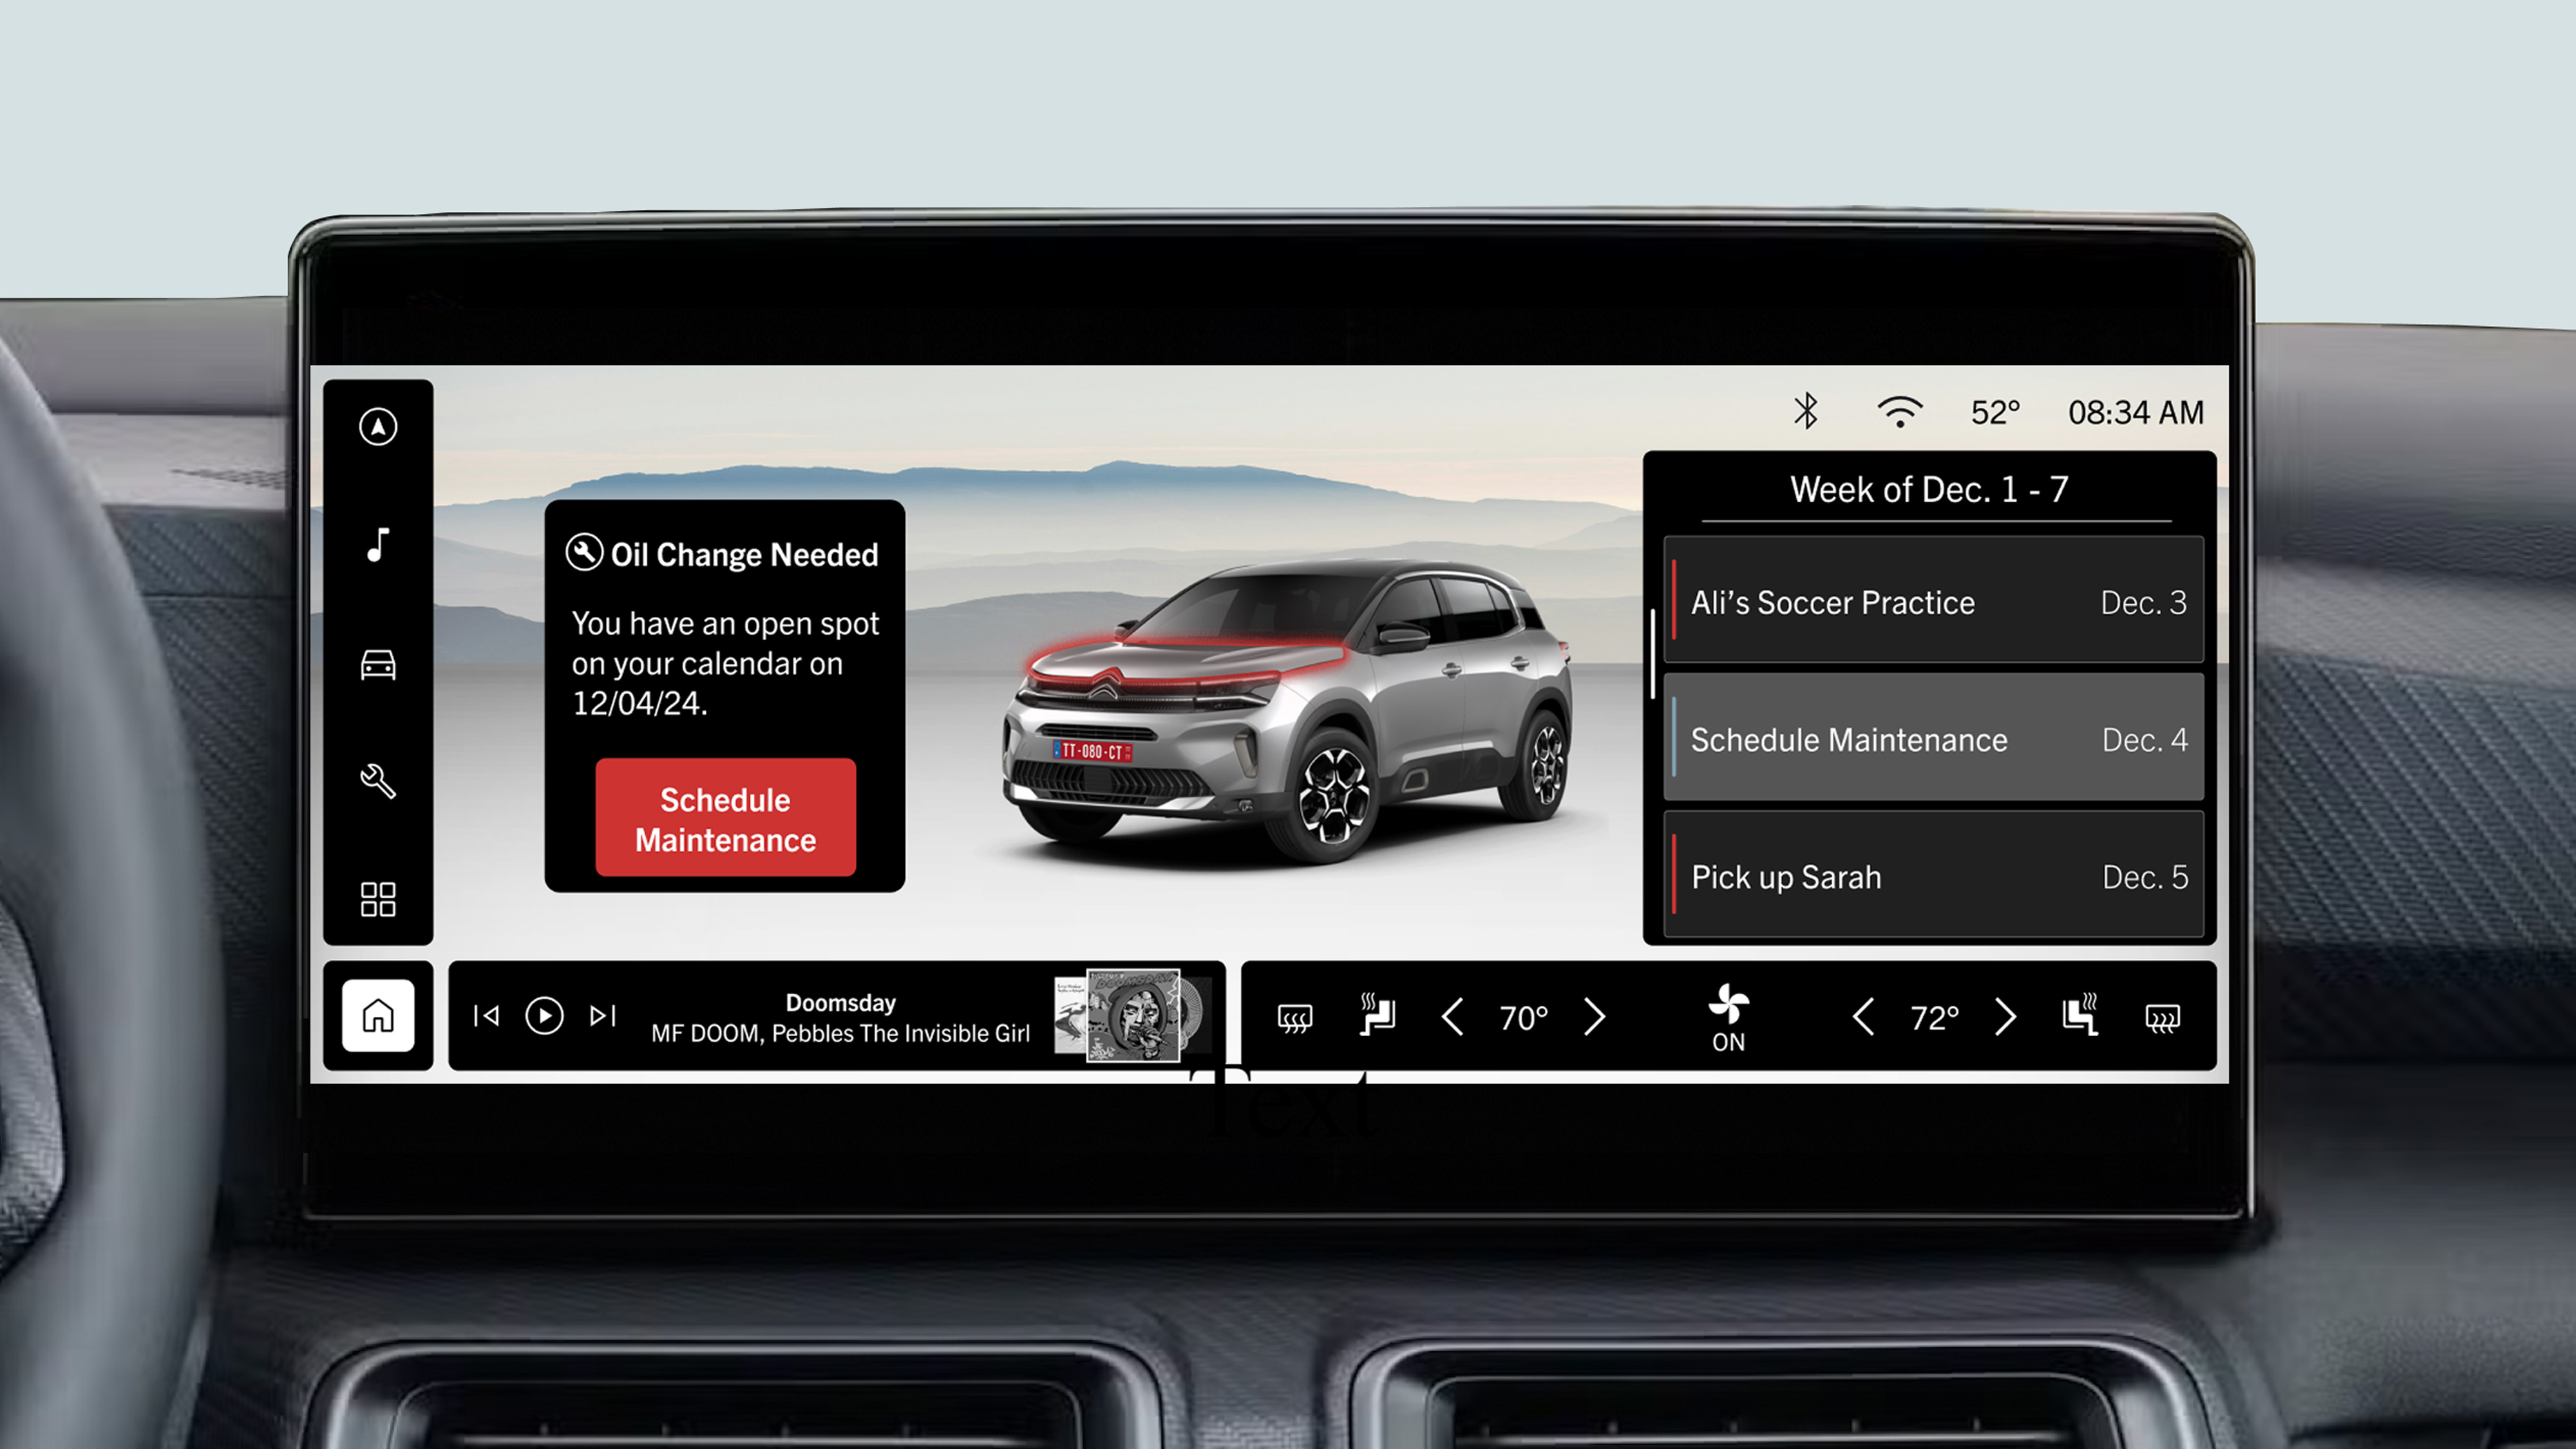 52° 08:34 AM
Week of Dec. 1 - 7
Oil Change Needed
You have an open spot
on your calendar on
12/04/24.
Schedule
Maintenance
TT-080-CT
Ali's Soccer Practice Dec. 3
Schedule Maintenance Dec. 4
Pick up Sarah Dec. 5
Doomsday
MF DOOM, Pebbles The Invisible Girl
70°
ON
72°
Text